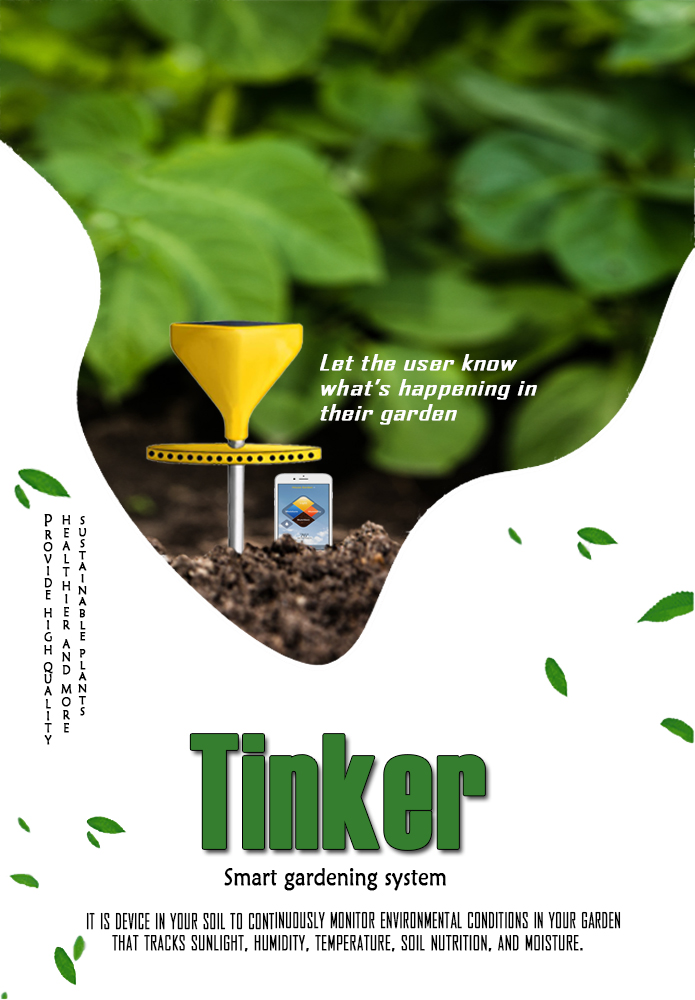 Let the user know
what's happening in
their garden
PROVIDE HIGH QUALITY
HEALTHIER AND MORE
SUSTAINABLE PLANTS
Tinker
Smart gardening system
IT IS DEVICE IN YOUR SOIL TO CONTINUOUSLY MONITOR ENVIRONMENTAL CONDITIONS IN YOUR GARDEN
THAT TRACKS SUNLIGHT, HUMIDITY, TEMPERATURE, SOIL NUTRITION, AND MOISTURE.